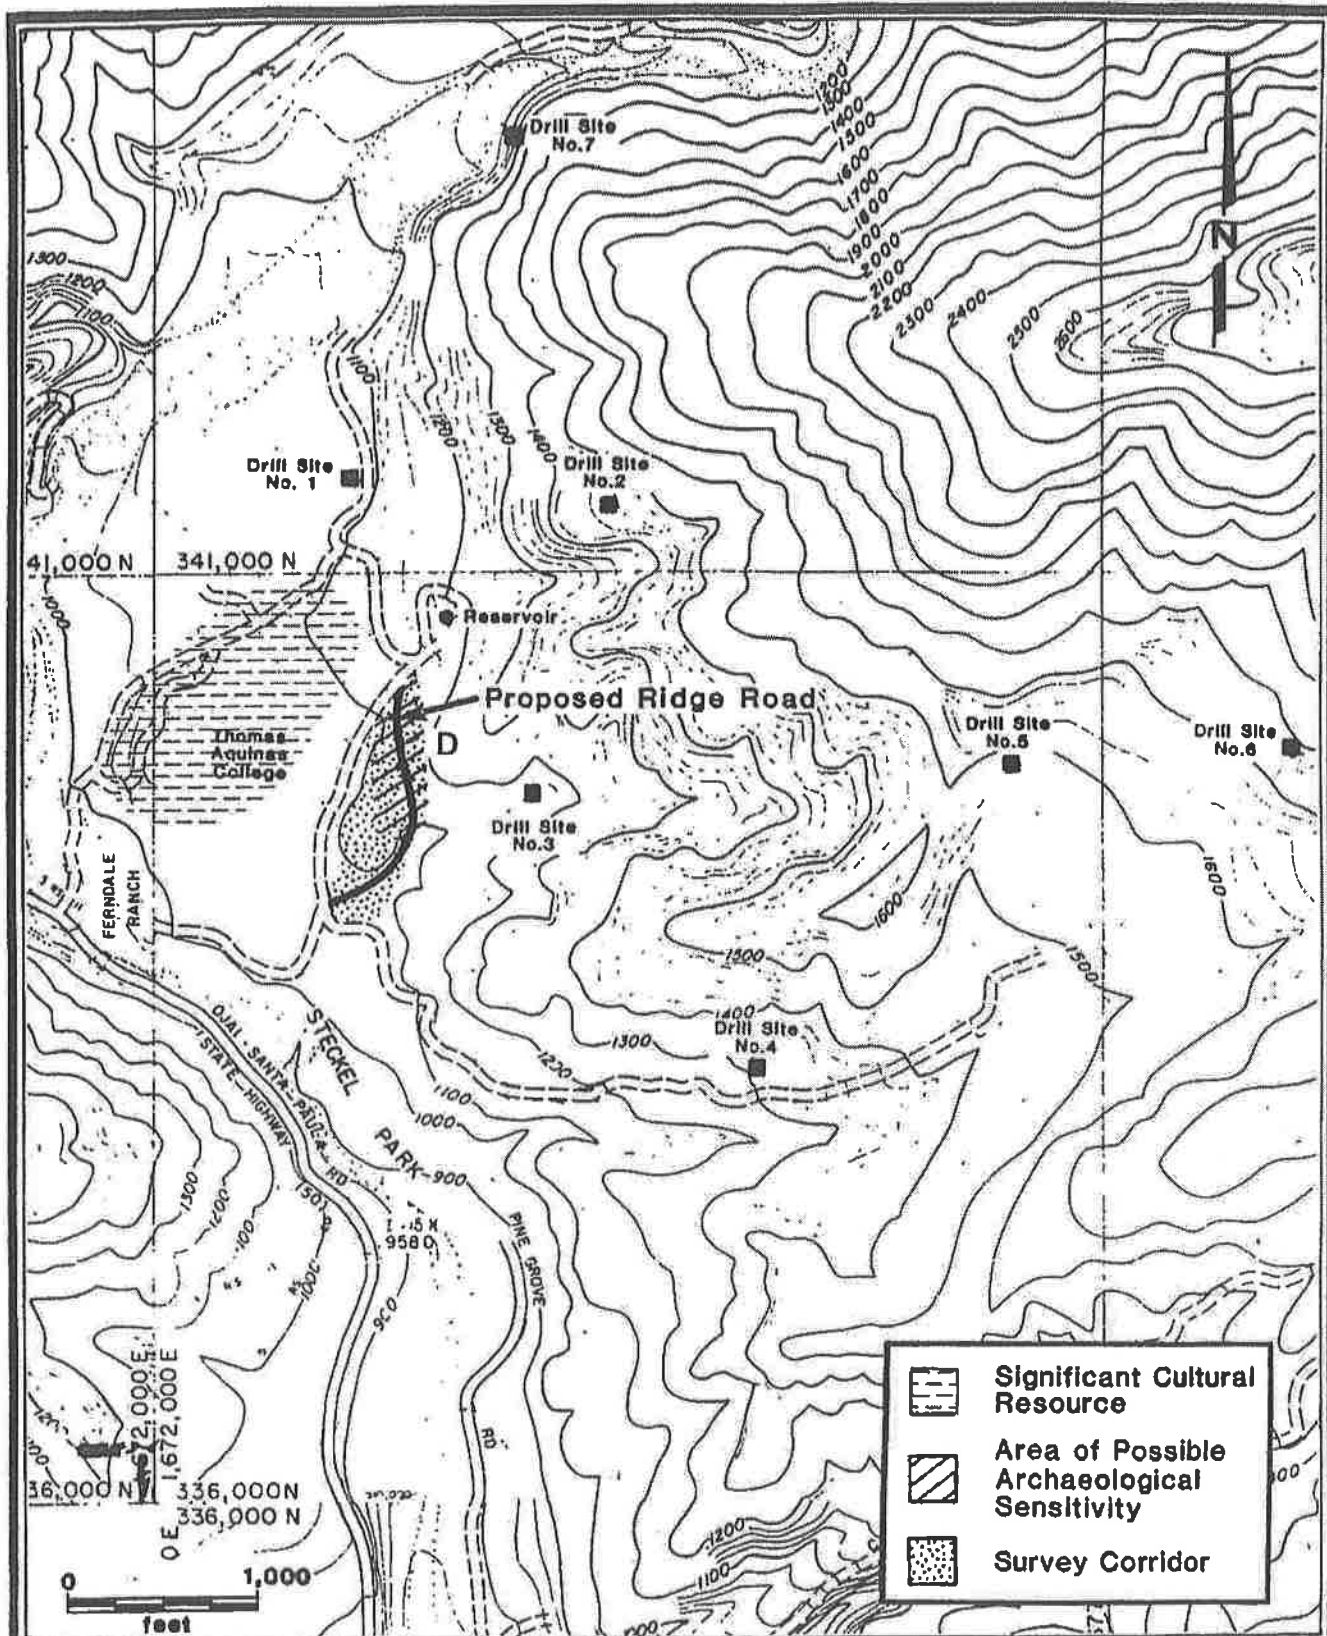 Drill Site
No.7
1200
1300
1400
1500
1600
1700
1800
1900
2000
2100
2200
2300
2400
2500
2600
N
1300
1200
1100
1100
1200
1300
1400
Drill Site
No. 1
Drill Site
No.2
41,000 N
341,000 N
1000
Reservoir
Proposed Ridge Road
D
Thomas
Aquinas
College
Drill Site
No.3
Drill Site
No.5
Drill Site
No.6
1600
1600
1500
1500
FERNDALE
RANCH
1400
Drill Site
No.4
1300
1200
1100
1000
900
STECKEL
PARK
OJAI - SANTA - PAULA RD
STATE - HIGHWAY 150
1300
1200
1000
PINE GROVE
RD
9580
1,672,000 E
36,000 N
336,000N
336,000 N
O E
0
1,000
feet
1200
1100
Significant Cultural
Resource
Area of Possible
Archaeological
Sensitivity
Survey Corridor